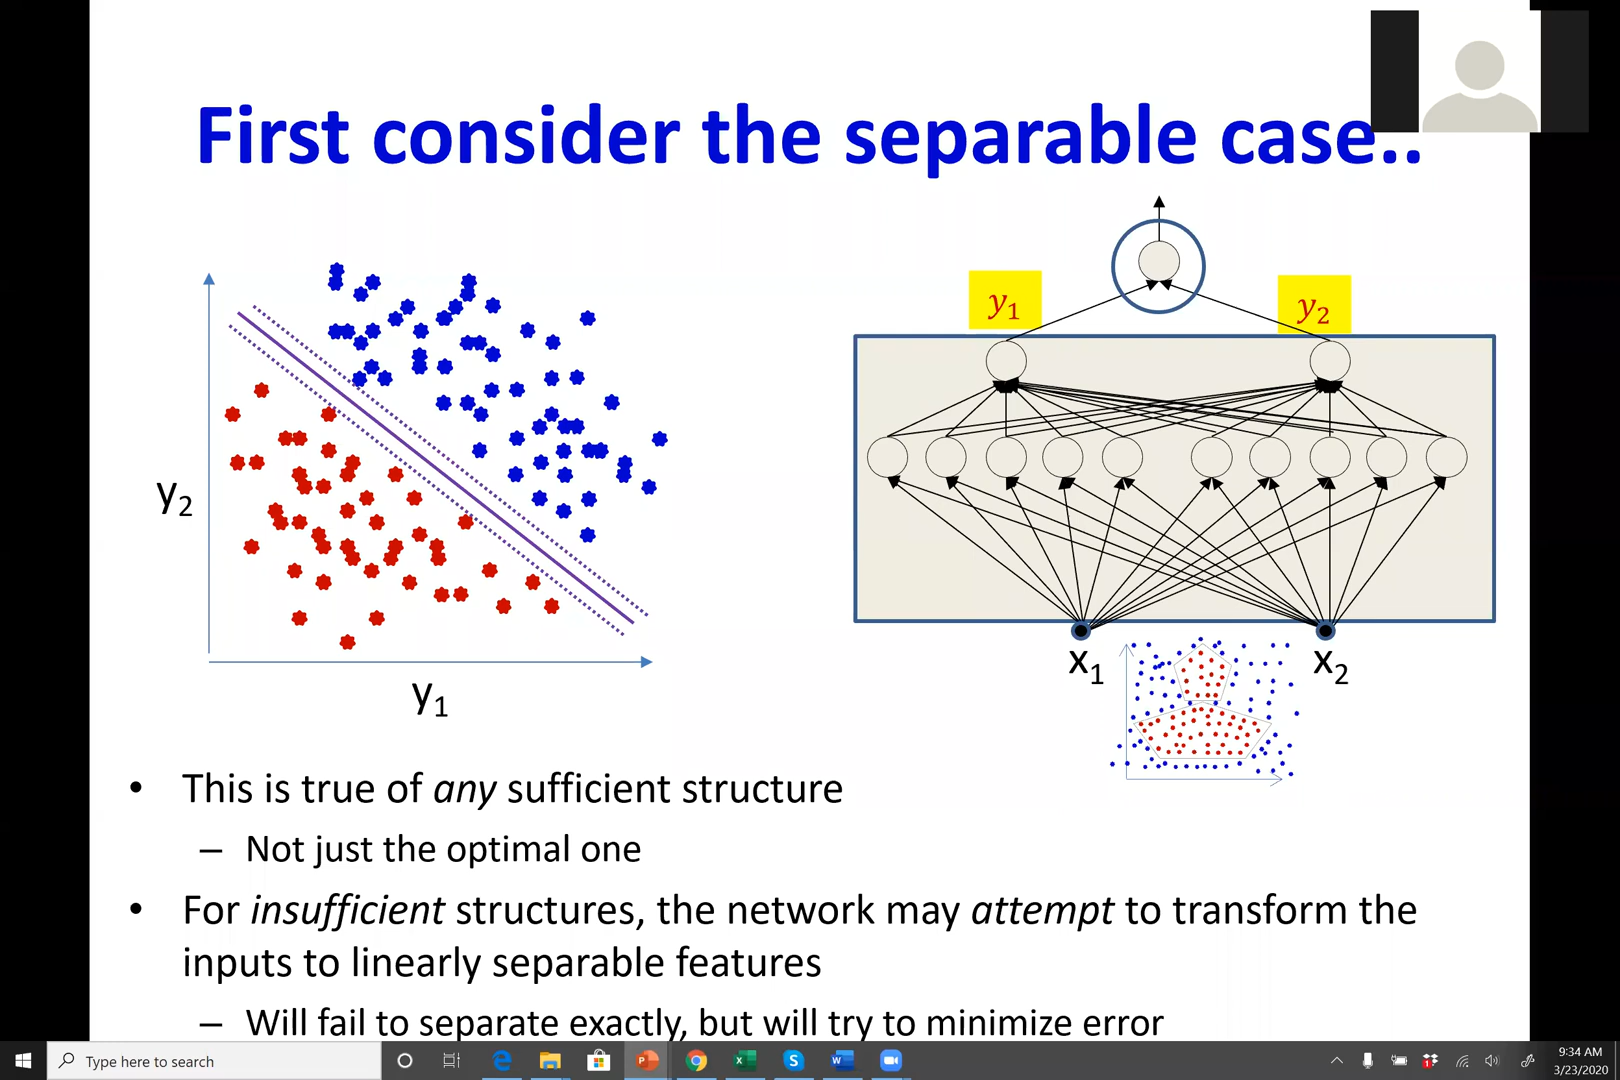 First consider the separable case..
y₁
y₂
y₂
y₁
x₁
x₂
• This is true of any sufficient structure
– Not just the optimal one
• For insufficient structures, the network may attempt to transform the
inputs to linearly separable features
– Will fail to separate exactly, but will try to minimize error
Type here to search
9:34 AM
3/23/2020